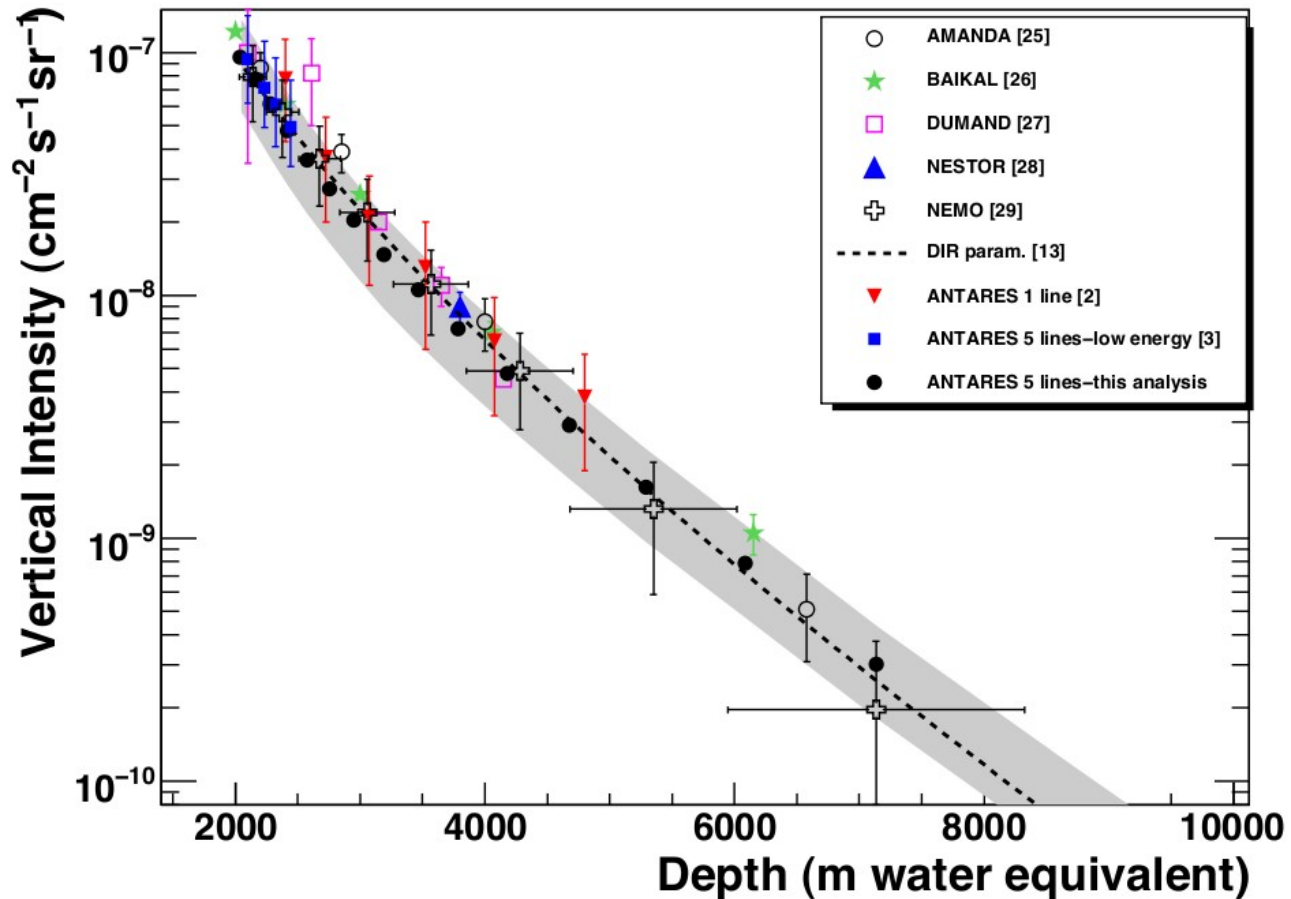 Vertical Intensity (cm⁻²s⁻¹sr⁻¹)
10⁻⁷
10⁻⁸
10⁻⁹
10⁻¹⁰
AMANDA [25]
BAIKAL [26]
DUMAND [27]
NESTOR [28]
NEMO [29]
DIR param. [13]
ANTARES 1 line [2]
ANTARES 5 lines–low energy [3]
ANTARES 5 lines–this analysis
2000 4000 6000 8000 10000
Depth (m water equivalent)